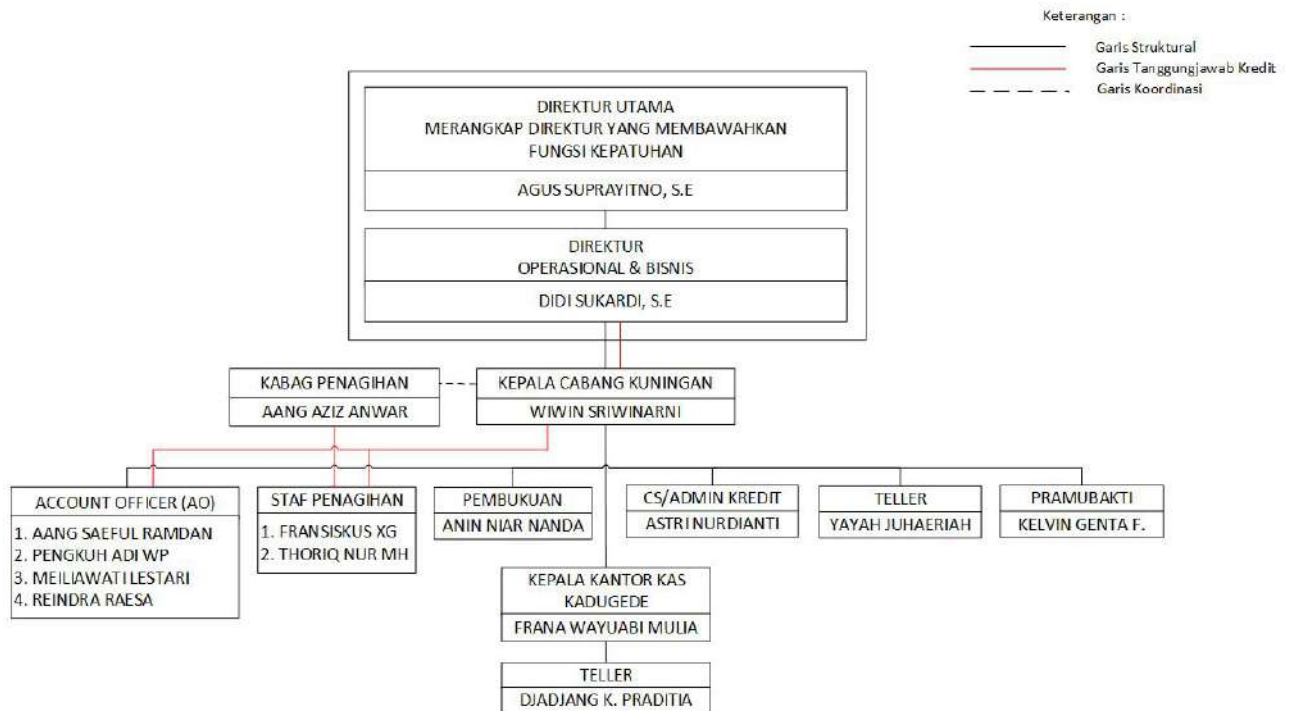 Keterangan :
Garis Struktural
Garis Tanggungjawab Kredit
Garis Koordinasi
DIREKTUR UTAMA
MERANGKAP DIREKTUR YANG MEMBAWAHKAN
FUNGSI KEPATUHAN
AGUS SUPRAYITNO, S.E
DIREKTUR
OPERASIONAL & BISNIS
DIDI SUKARDI, S.E
KABAG PENAGIHAN
AANG AZIZ ANWAR
KEPALA CABANG KUNINGAN
WIWIN SRIWINARNI
ACCOUNT OFFICER (AO)
1. AANG SAEFUL RAMDAN
2. PENGKUH ADI WP
3. MEILIAWATI LESTARI
4. REINDRA RAESA
STAF PENAGIHAN
1. FRANSISKUS XG
2. THORIQ NUR MH
PEMBUKUAN
ANIN NIAR NANDA
CS/ADMIN KREDIT
ASTRI NURDIANTI
TELLER
YAYAH JUHAERIAH
PRAMUBAKTI
KELVIN GENTA F.
KEPALA KANTOR KAS
KADUGEDE
FRANA WAYUABI MULIA
TELLER
DJADJANG K. PRADITIA